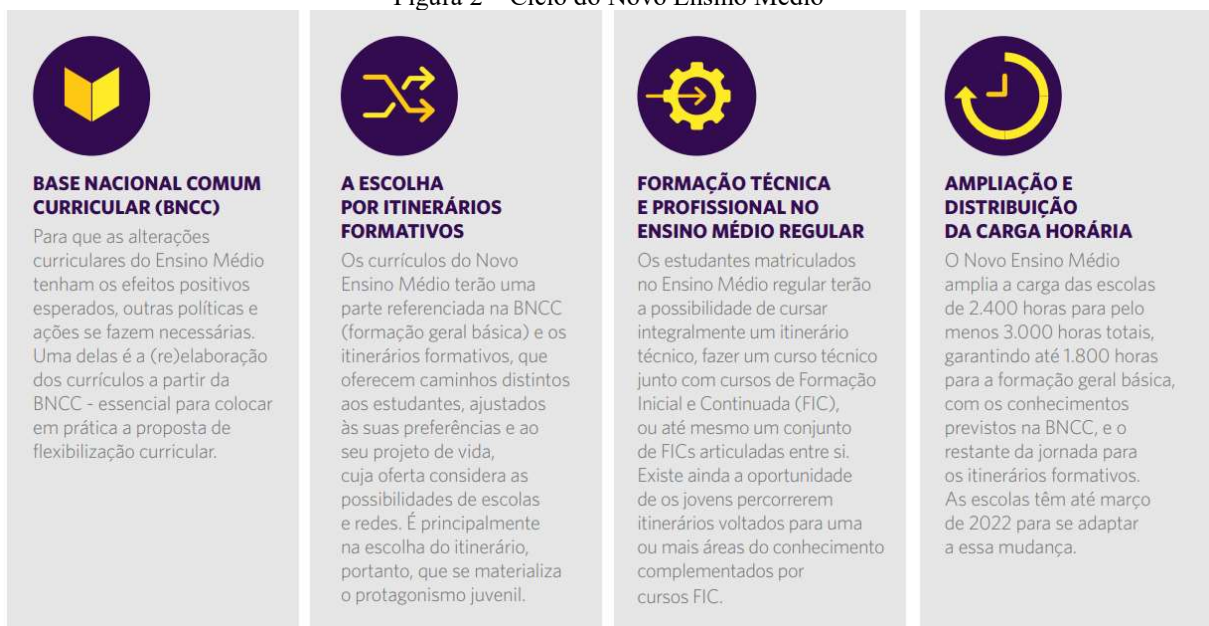 Figura 2 – Ciclo do Novo Ensino Médio
BASE NACIONAL COMUM
CURRICULAR (BNCC)
Para que as alterações
curriculares do Ensino Médio
tenham os efeitos positivos
esperados, outras políticas e
ações se fazem necessárias.
Uma delas é a (re)elaboração
dos currículos a partir da
BNCC - essencial para colocar
em prática a proposta de
flexibilização curricular.
A ESCOLHA
POR ITINERÁRIOS
FORMATIVOS
Os currículos do Novo
Ensino Médio terão uma
parte referenciada na BNCC
(formação geral básica) e os
itinerários formativos, que
oferecem caminhos distintos
aos estudantes, ajustados
às suas preferências e ao
seu projeto de vida,
cuja oferta considera as
possibilidades de escolas
e redes. É principalmente
na escolha do itinerário,
portanto, que se materializa
o protagonismo juvenil.
FORMAÇÃO TÉCNICA
E PROFISSIONAL NO
ENSINO MÉDIO REGULAR
Os estudantes matriculados
no Ensino Médio regular terão
a possibilidade de cursar
integralmente um itinerário
técnico, fazer um curso técnico
junto com cursos de Formação
Inicial e Continuada (FIC),
ou até mesmo um conjunto
de FICs articuladas entre si.
Existe ainda a oportunidade
de os jovens percorrerem
itinerários voltados para uma
ou mais áreas do conhecimento
complementados por
cursos FIC.
AMPLIAÇÃO E
DISTRIBUIÇÃO
DA CARGA HORÁRIA
O Novo Ensino Médio
amplia a carga das escolas
de 2.400 horas para pelo
menos 3.000 horas totais,
garantindo até 1.800 horas
para a formação geral básica,
com os conhecimentos
previstos na BNCC, e o
restante da jornada para
os itinerários formativos.
As escolas têm até março
de 2022 para se adaptar
a essa mudança.